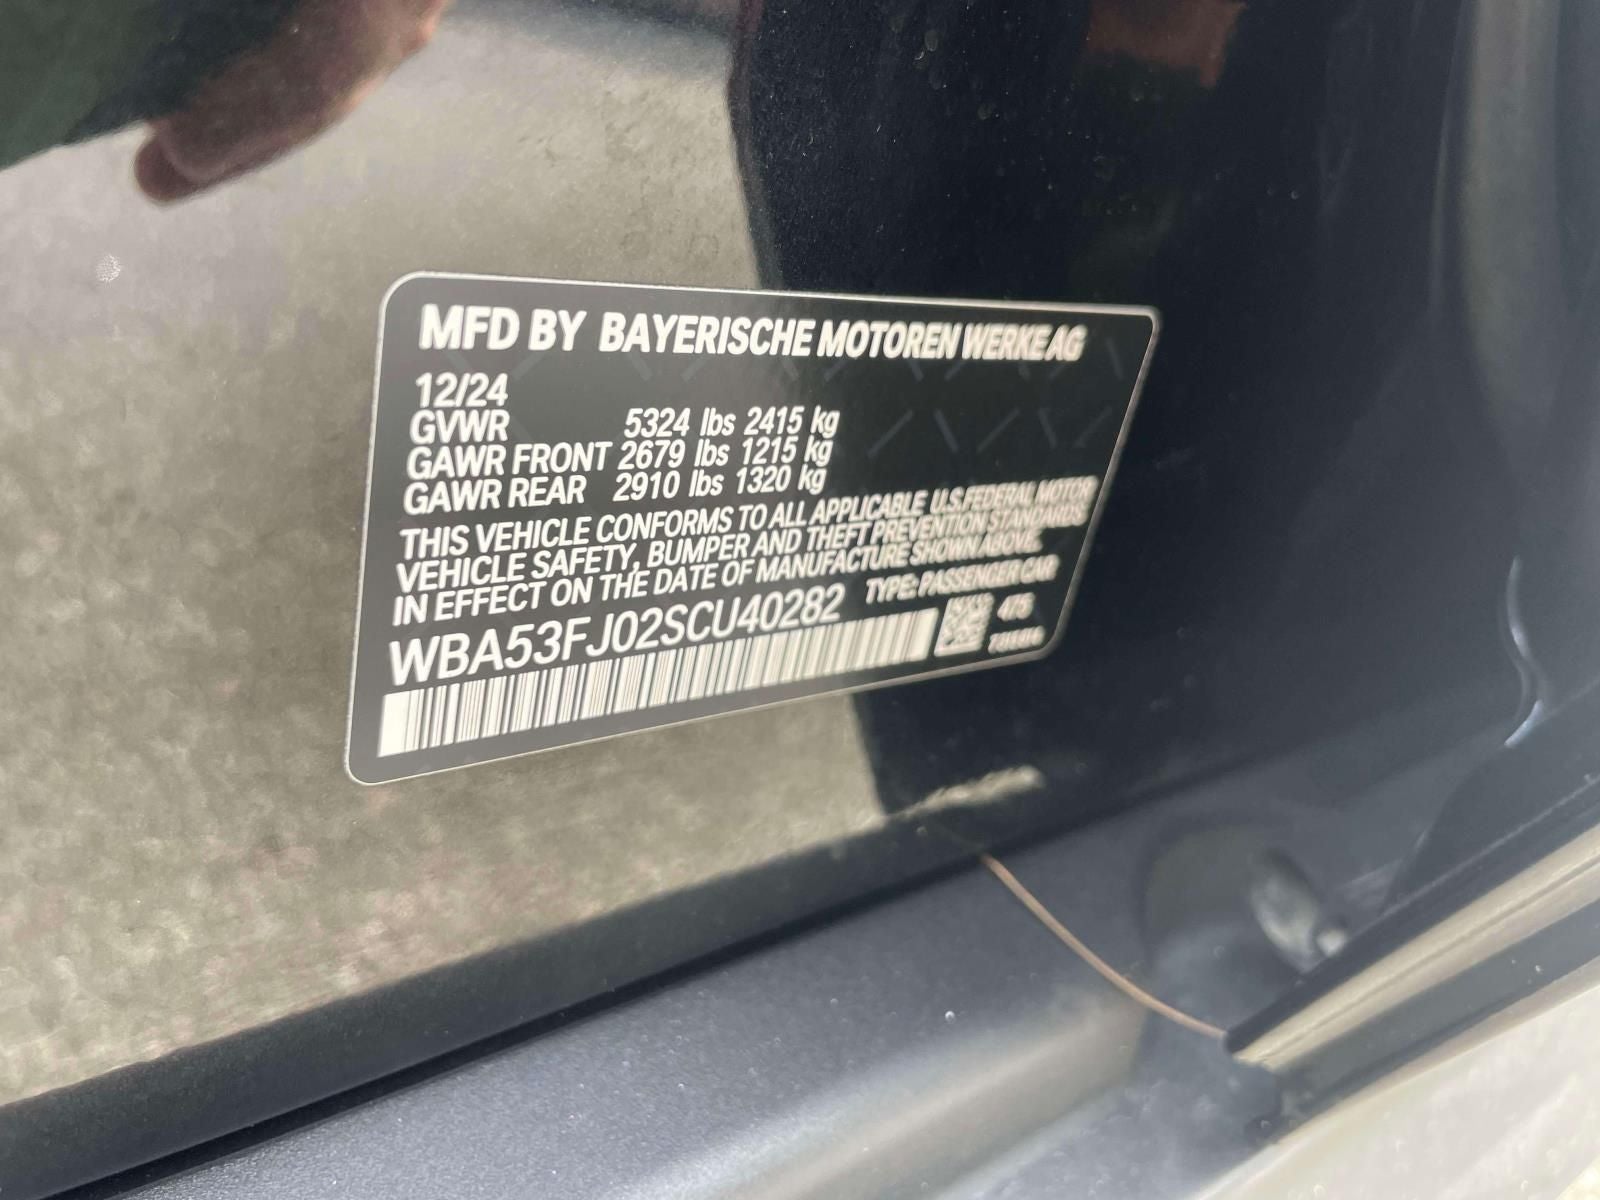 MFD BY BAYERISCHE MOTOREN WERKE AG
12/24
GVWR 5324 lbs 2415 kg
GAWR FRONT 2679 lbs 1215 kg
GAWR REAR 2910 lbs 1320 kg
THIS VEHICLE CONFORMS TO ALL APPLICABLE U.S. FEDERAL MOTOR
VEHICLE SAFETY, BUMPER AND THEFT PREVENTION STANDARDS
IN EFFECT ON THE DATE OF MANUFACTURE SHOWN ABOVE.
WBA53FJ02SCU40282 TYPE: PASSENGER CAR
475